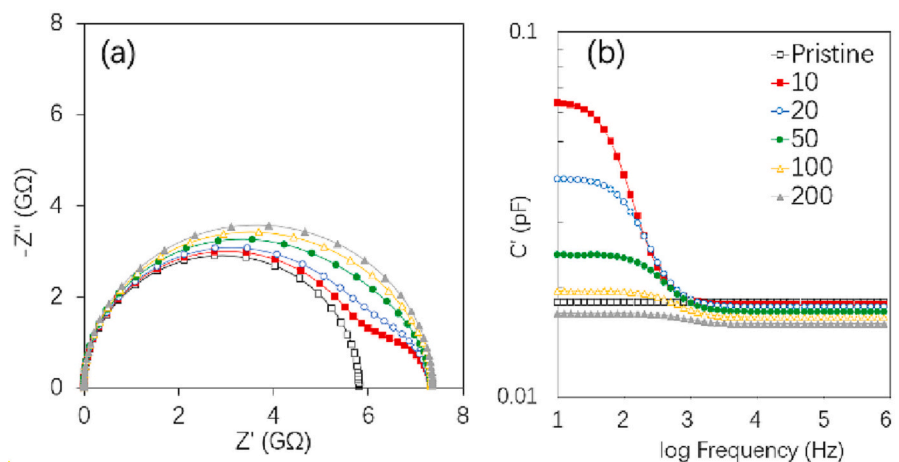 (a)
8
6
4
2
0
-Z'' (GΩ)
0 2 4 6 8
Z' (GΩ)
(b)
0.1
0.01
C' (pF)
Pristine
10
20
50
100
200
1 2 3 4 5 6
log Frequency (Hz)